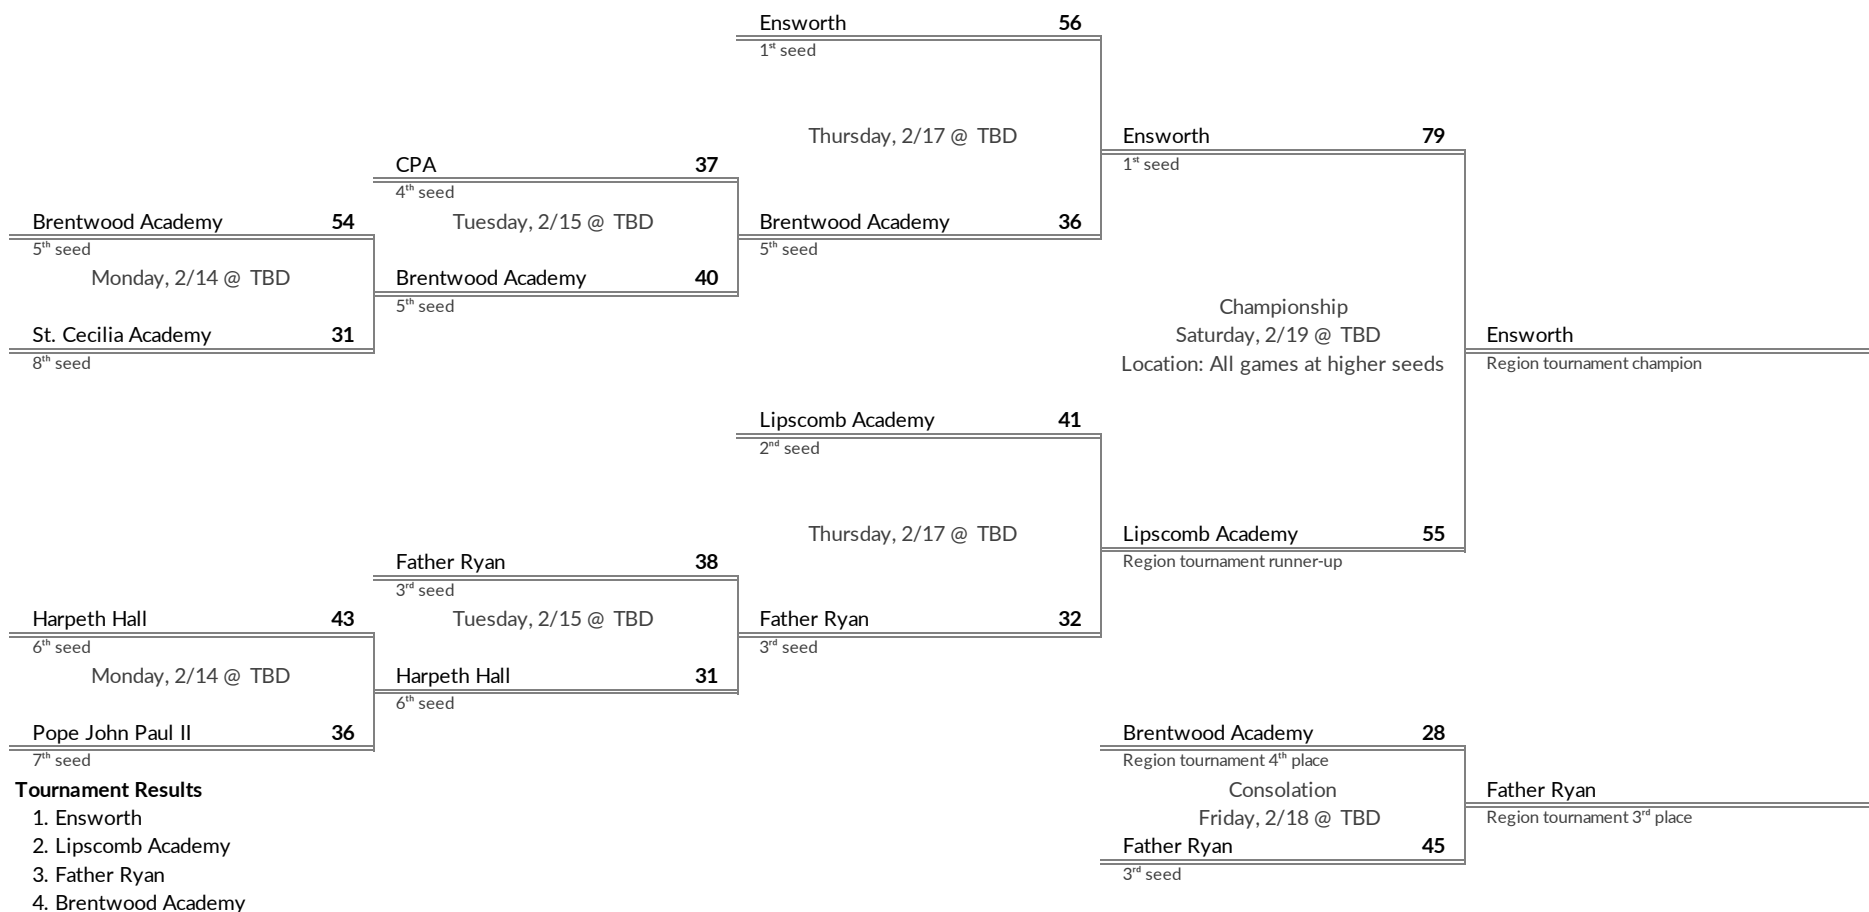 Ensworth 56
1st seed
Thursday, 2/17 @ TBD
Ensworth 79
1st seed
CPA 37
4th seed
Brentwood Academy 54
5th seed
Tuesday, 2/15 @ TBD
Brentwood Academy 36
5th seed
Monday, 2/14 @ TBD
Brentwood Academy 40
5th seed
St. Cecilia Academy 31
8th seed
Championship
Saturday, 2/19 @ TBD
Location: All games at higher seeds
Ensworth
Region tournament champion
Lipscomb Academy 41
2nd seed
Thursday, 2/17 @ TBD
Lipscomb Academy 55
Region tournament runner-up
Father Ryan 38
3rd seed
Harpeth Hall 43
6th seed
Tuesday, 2/15 @ TBD
Father Ryan 32
3rd seed
Monday, 2/14 @ TBD
Harpeth Hall 31
6th seed
Pope John Paul II 36
7th seed
Brentwood Academy 28
Region tournament 4th place
Consolation
Friday, 2/18 @ TBD
Father Ryan 45
3rd seed
Father Ryan
Region tournament 3rd place
Tournament Results
1. Ensworth
2. Lipscomb Academy
3. Father Ryan
4. Brentwood Academy